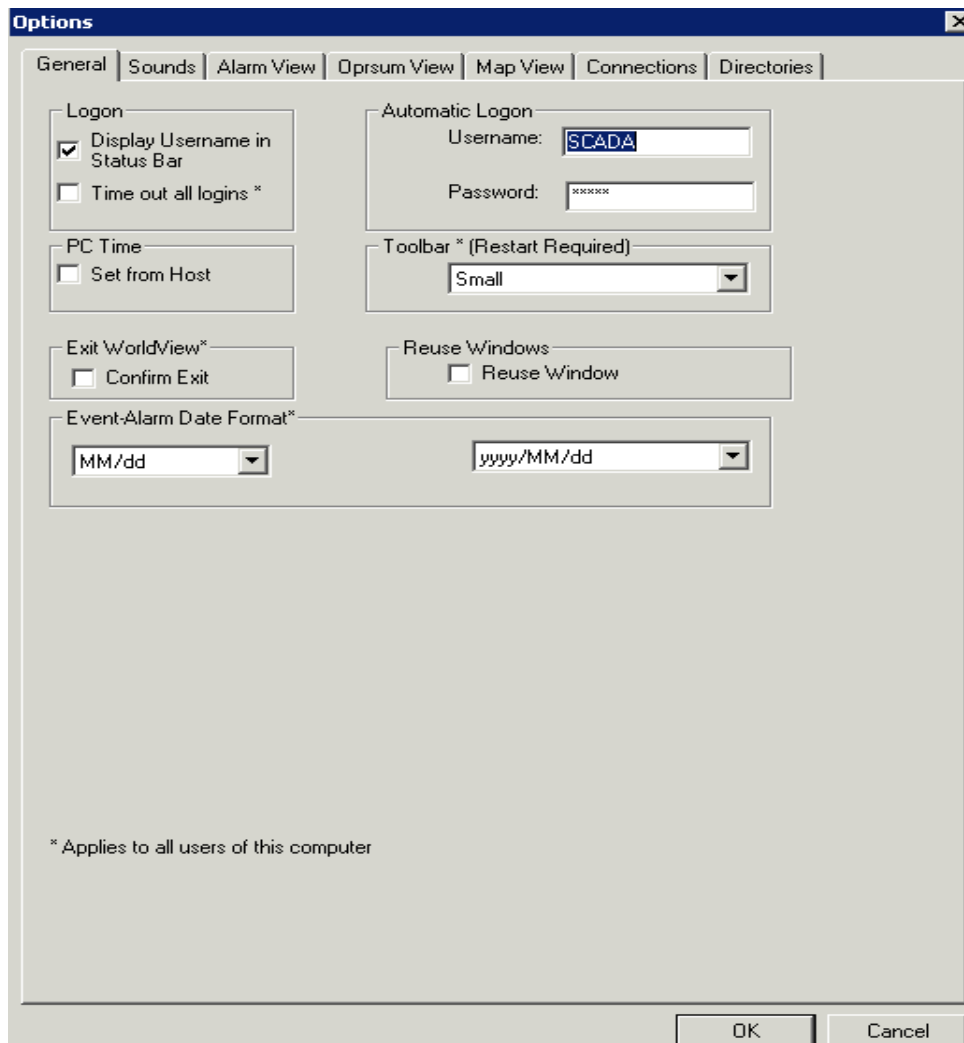 Options
General Sounds Alarm View Oprsum View Map View Connections Directories
Logon
Display Username in
Status Bar
Time out all logins *
Automatic Logon
Username: SCADA
Password: *****
PC Time
Set from Host
Toolbar * (Restart Required)
Small
Exit WorldView*
Confirm Exit
Reuse Windows
Reuse Window
Event-Alarm Date Format*
MM/dd yyyy/MM/dd
* Applies to all users of this computer
OK Cancel